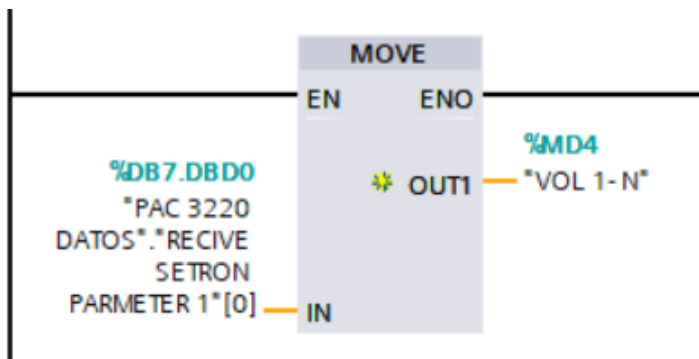 MOVE
EN ENO
%DB7.DBD0
"PAC 3220
DATOS"."RECIVE
SETRON
PARMETER 1"[0]
IN
%MD4
OUT1
"VOL 1-N"